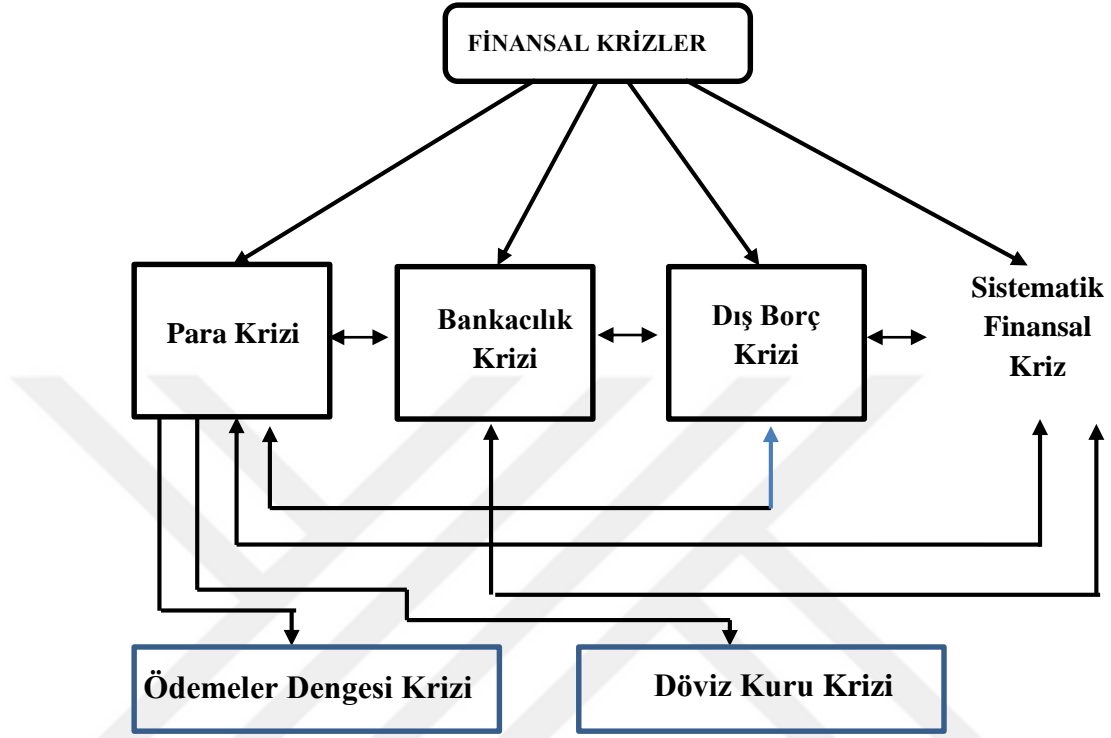 FİNANSAL KRİZLER
Para Krizi
Bankacılık
Krizi
Dış Borç
Krizi
Sistematik
Finansal
Kriz
Ödemeler Dengesi Krizi
Döviz Kuru Krizi